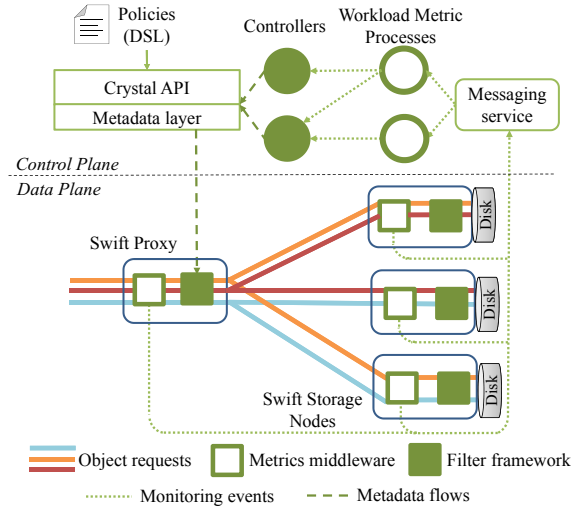 Policies
(DSL)
Controllers
Workload Metric
Processes
Crystal API
Metadata layer
Messaging
service
Control Plane
Data Plane
Swift Proxy
Disk
Disk
Disk
Swift Storage
Nodes
Object requests
Metrics middleware
Filter framework
Monitoring events
Metadata flows